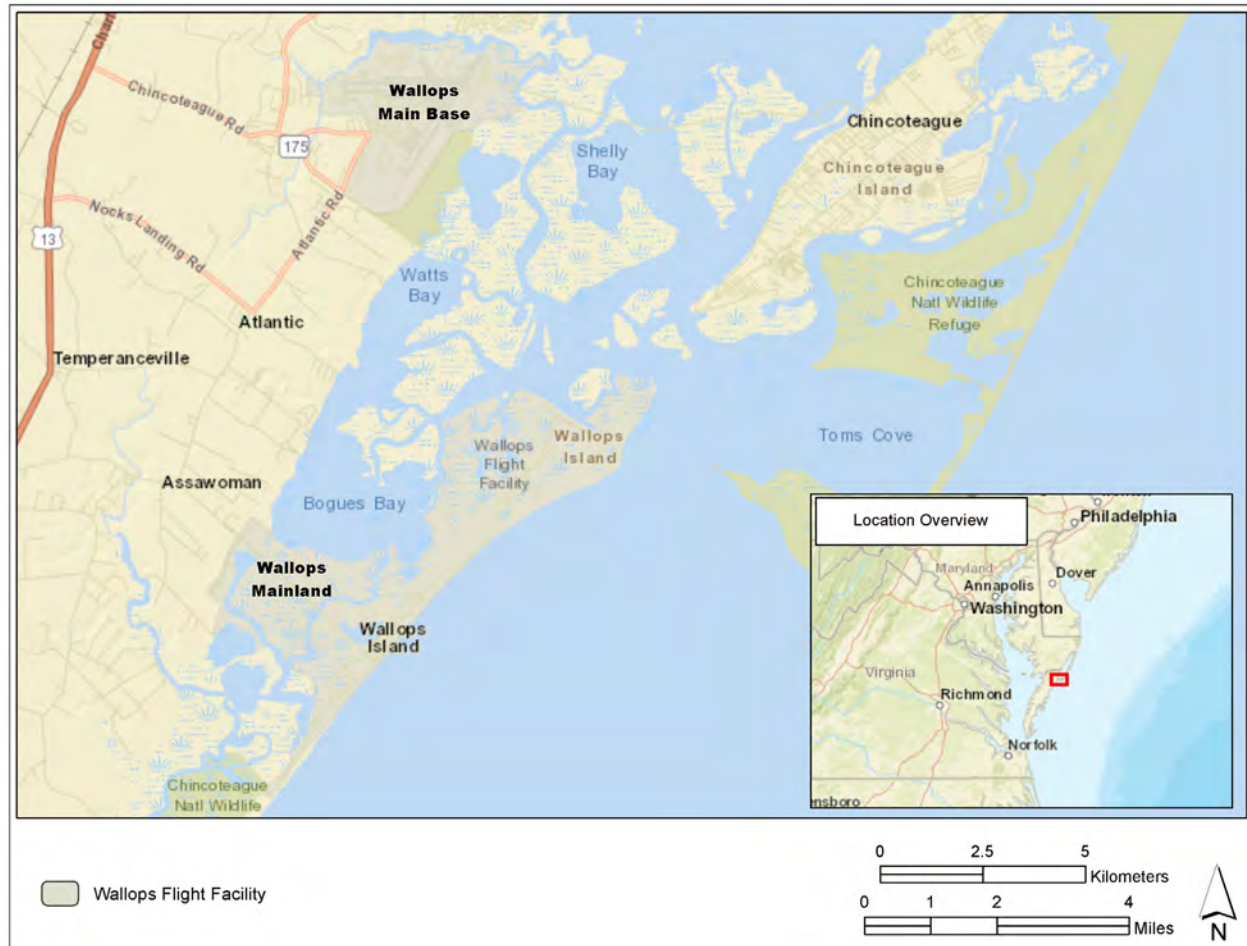 Wallops
Main Base
Chincoteague Rd
175
Shelly
Bay
Chincoteague
Chincoteague
Island
Nocks Landing Rd
Atlantic Rd
13
Watts
Bay
Chincoteague
Natl Wildlife
Refuge
Atlantic
Temperanceville
Wallops
Flight
Facility
Wallops
Island
Toms Cove
Assawoman
Bogues Bay
Wallops
Mainland
Wallops
Island
Chincoteague
Natl Wildlife
Location Overview
Philadelphia
Maryland
Annapolis
Dover
Washington
Virginia
Richmond
Norfolk
ensboro
Wallops Flight Facility
0 2.5 5
Kilometers
0 1 2 4
Miles
N